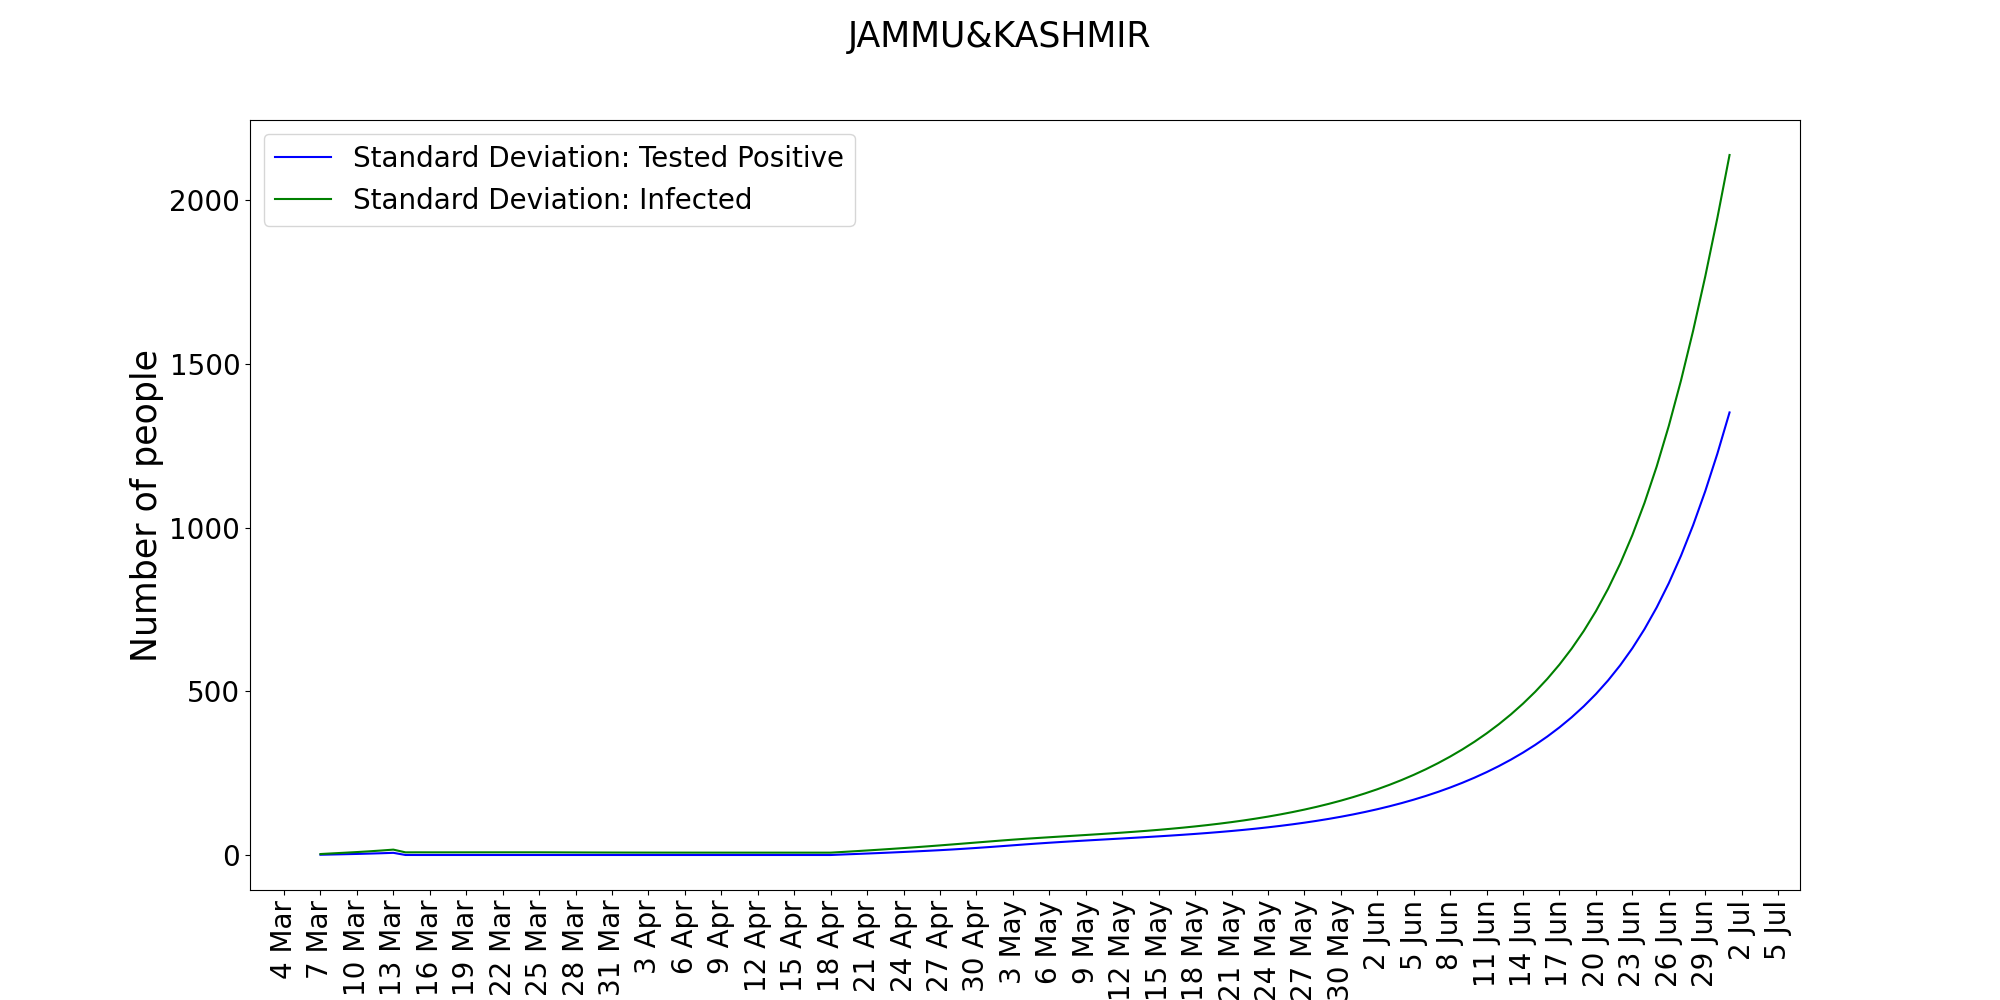 JAMMU&KASHMIR
Standard Deviation: Tested Positive
Standard Deviation: Infected
Number of people
2000
1500
1000
500
0
4 Mar
7 Mar
10 Mar
13 Mar
16 Mar
19 Mar
22 Mar
25 Mar
28 Mar
31 Mar
3 Apr
6 Apr
9 Apr
12 Apr
15 Apr
18 Apr
21 Apr
24 Apr
27 Apr
30 Apr
3 May
6 May
9 May
12 May
15 May
18 May
21 May
24 May
27 May
30 May
2 Jun
5 Jun
8 Jun
11 Jun
14 Jun
17 Jun
20 Jun
23 Jun
26 Jun
29 Jun
2 Jul
5 Jul